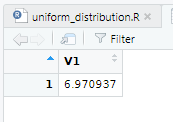 uniform_distribution.R
Filter
V1
1 6.970937